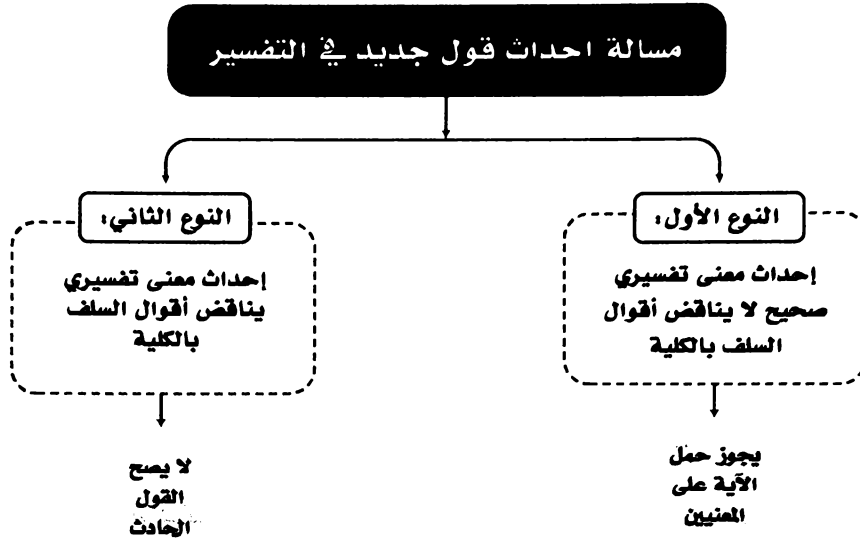 مسالة احداث قول جديد في التفسير
النوع الأول:
إحداث معنى تفسيري
صحيح لا يناقض أقوال
السلف بالكلية
يجوز حمل
الآية على
المعنيين
النوع الثاني:
إحداث معنى تفسيري
يناقض أقوال السلف
بالكلية
لا يصح
القول
الحادث